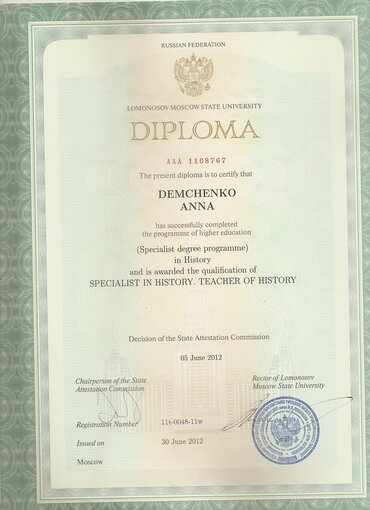 RUSSIAN FEDERATION
LOMONOSOV MOSCOW STATE UNIVERSITY
DIPLOMA
AAA 1108767
The present diploma is to certify that
DEMCHENKO
ANNA
has successfully completed
the programme of higher education
(Specialist degree programme)
in History
and is awarded the qualification of
SPECIALIST IN HISTORY. TEACHER OF HISTORY
Decision of the State Attestation Commission
05 June 2012
Chairperson of the State
Attestation Commission
Rector of Lomonosov
Moscow State University
Registration Number 11t-0048-11w
Issued on 30 June 2012
Moscow